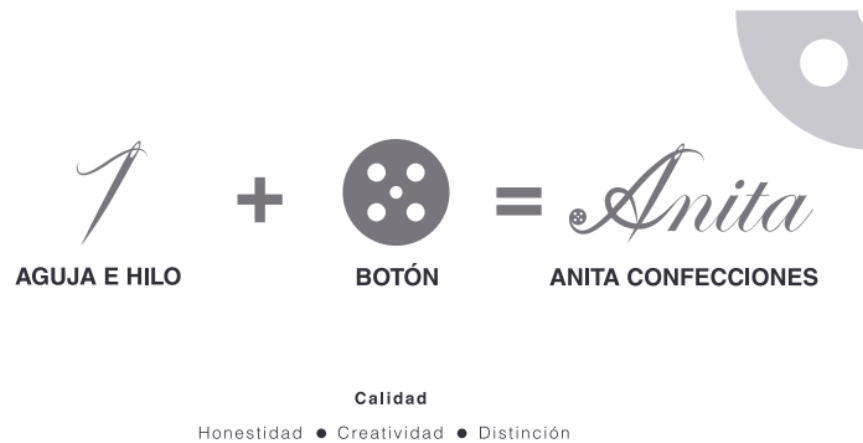 Anita
AGUJA E HILO BOTÓN ANITA CONFECCIONES
Calidad
Honestidad ● Creatividad ● Distinción